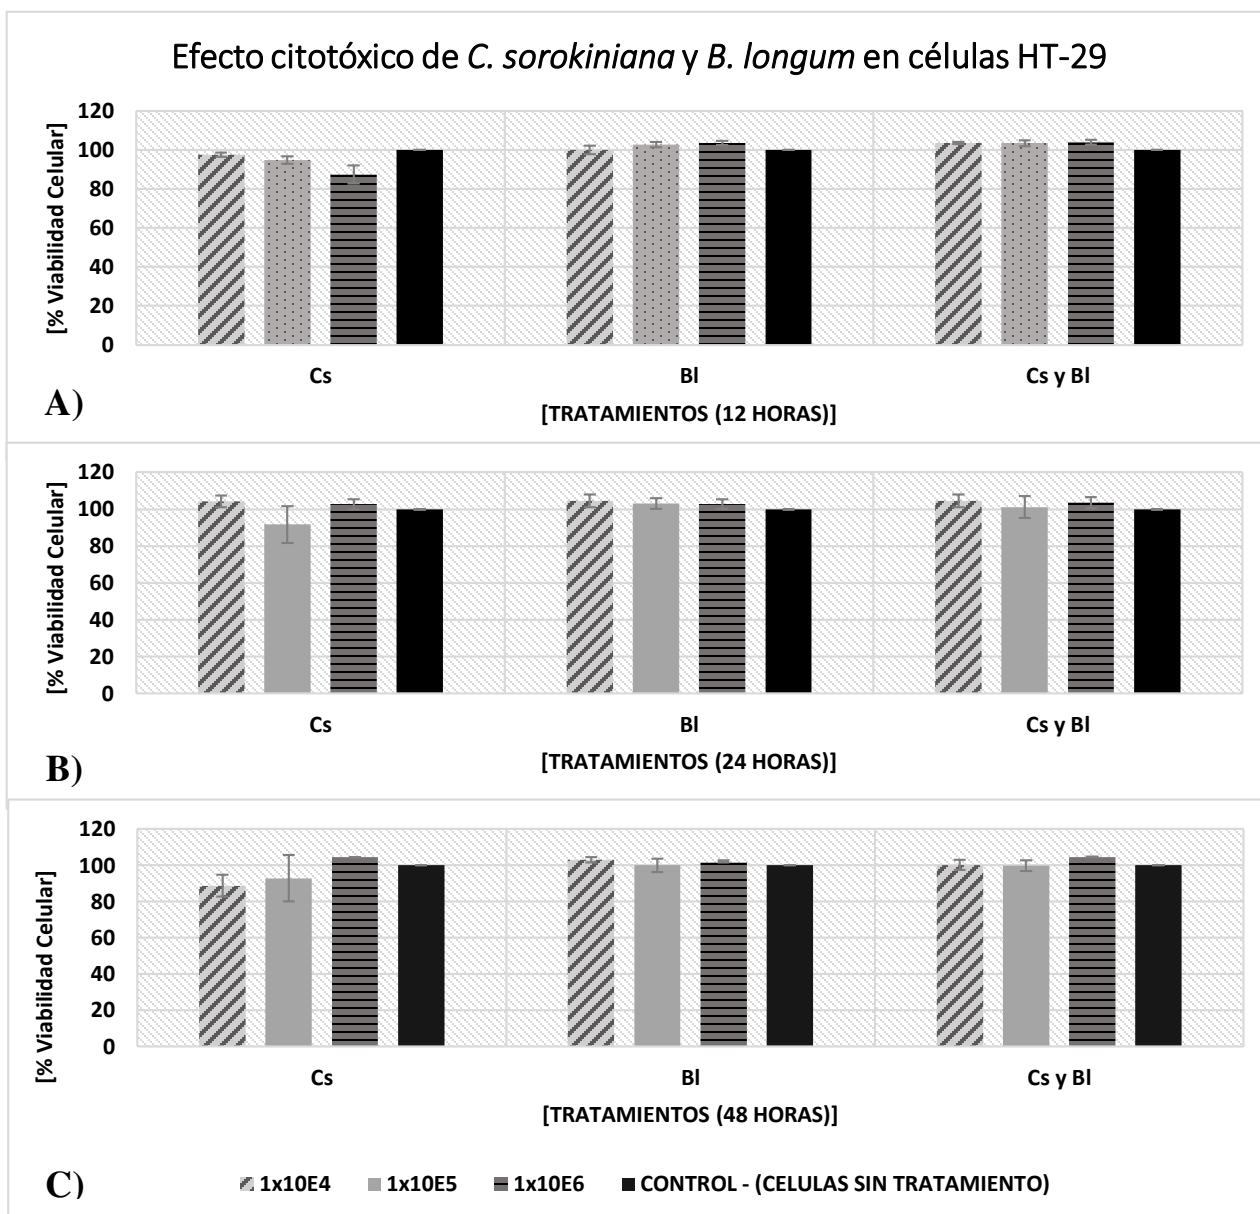 Efecto citotóxico de C. sorokiniana y B. longum en células HT-29
[% Viabilidad Celular]
120
100
80
60
40
20
0
Cs Bl Cs y Bl
A)
[TRATAMIENTOS (12 HORAS)]
[% Viabilidad Celular]
120
100
80
60
40
20
0
Cs Bl Cs y Bl
B)
[TRATAMIENTOS (24 HORAS)]
[% Viabilidad Celular]
120
100
80
60
40
20
0
Cs Bl Cs y Bl
[TRATAMIENTOS (48 HORAS)]
C)
1x10E4 1x10E5 1x10E6 CONTROL - (CELULAS SIN TRATAMIENTO)